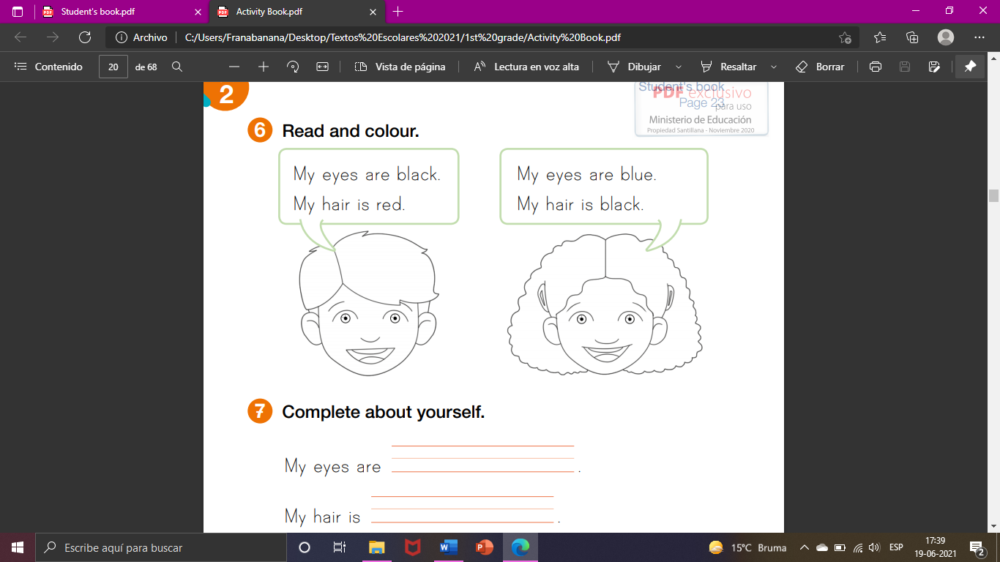 Student's book.pdf
Activity Book.pdf
Archivo
C:/Users/Franabanana/Desktop/Textos%20Escolares%202021/1st%20grade/Activity%20Book.pdf
Contenido
20
de 68
Vista de página
Lectura en voz alta
Dibujar
Resaltar
Borrar
2
Student's book
Page 23
PDF exclusivo
para uso
Ministerio de Educación
Propiedad Santillana - Noviembre 2020
6 Read and colour.
My eyes are black.
My hair is red.
My eyes are blue.
My hair is black.
7 Complete about yourself.
My eyes are .
My hair is .
Escribe aquí para buscar
15°C Bruma
ESP
17:39
19-06-2021
2